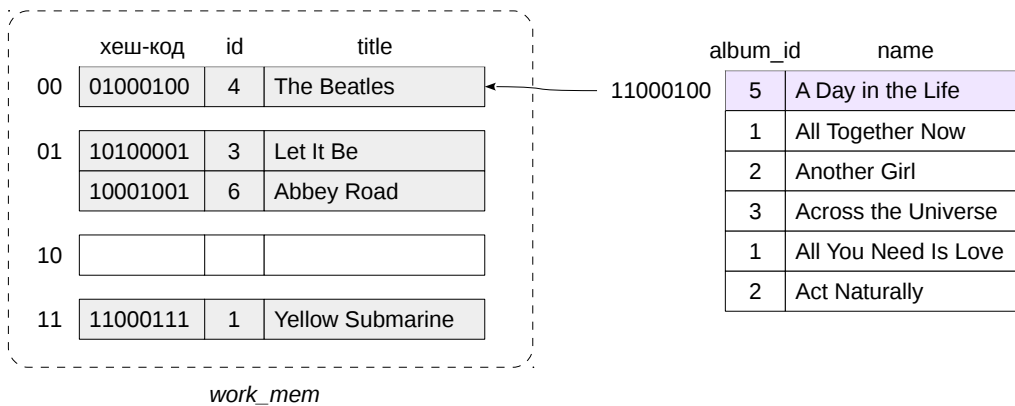 хеш-код id title
00 01000100 4 The Beatles
01 10100001 3 Let It Be
10001001 6 Abbey Road
10
11 11000111 1 Yellow Submarine
work_mem
album_id name
11000100 5 A Day in the Life
1 All Together Now
2 Another Girl
3 Across the Universe
1 All You Need Is Love
2 Act Naturally